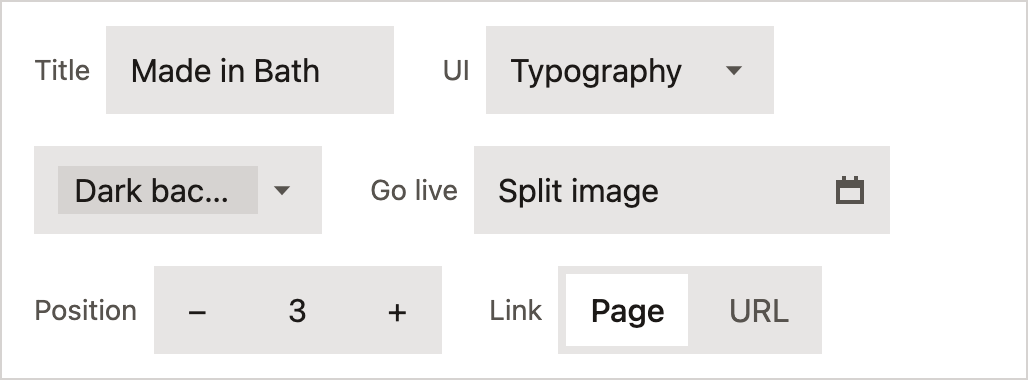 Title Made in Bath UI Typography
Dark bac... Go live Split image
Position – 3 + Link Page URL